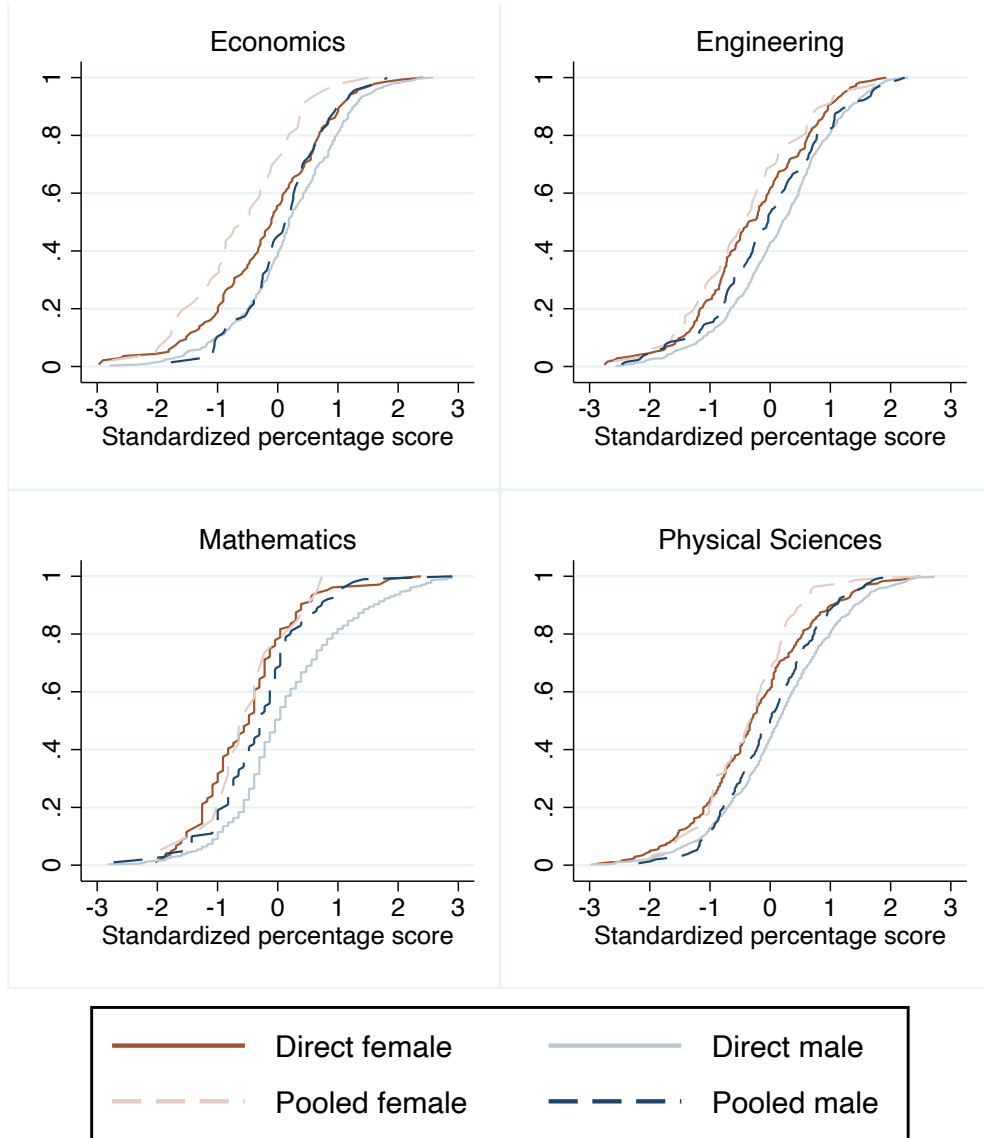 Economics
1
.8
.6
.4
.2
0
-3 -2 -1 0 1 2 3
Standardized percentage score
Engineering
1
.8
.6
.4
.2
0
-3 -2 -1 0 1 2 3
Standardized percentage score
Mathematics
1
.8
.6
.4
.2
0
-3 -2 -1 0 1 2 3
Standardized percentage score
Physical Sciences
1
.8
.6
.4
.2
0
-3 -2 -1 0 1 2 3
Standardized percentage score
Direct female
Direct male
Pooled female
Pooled male